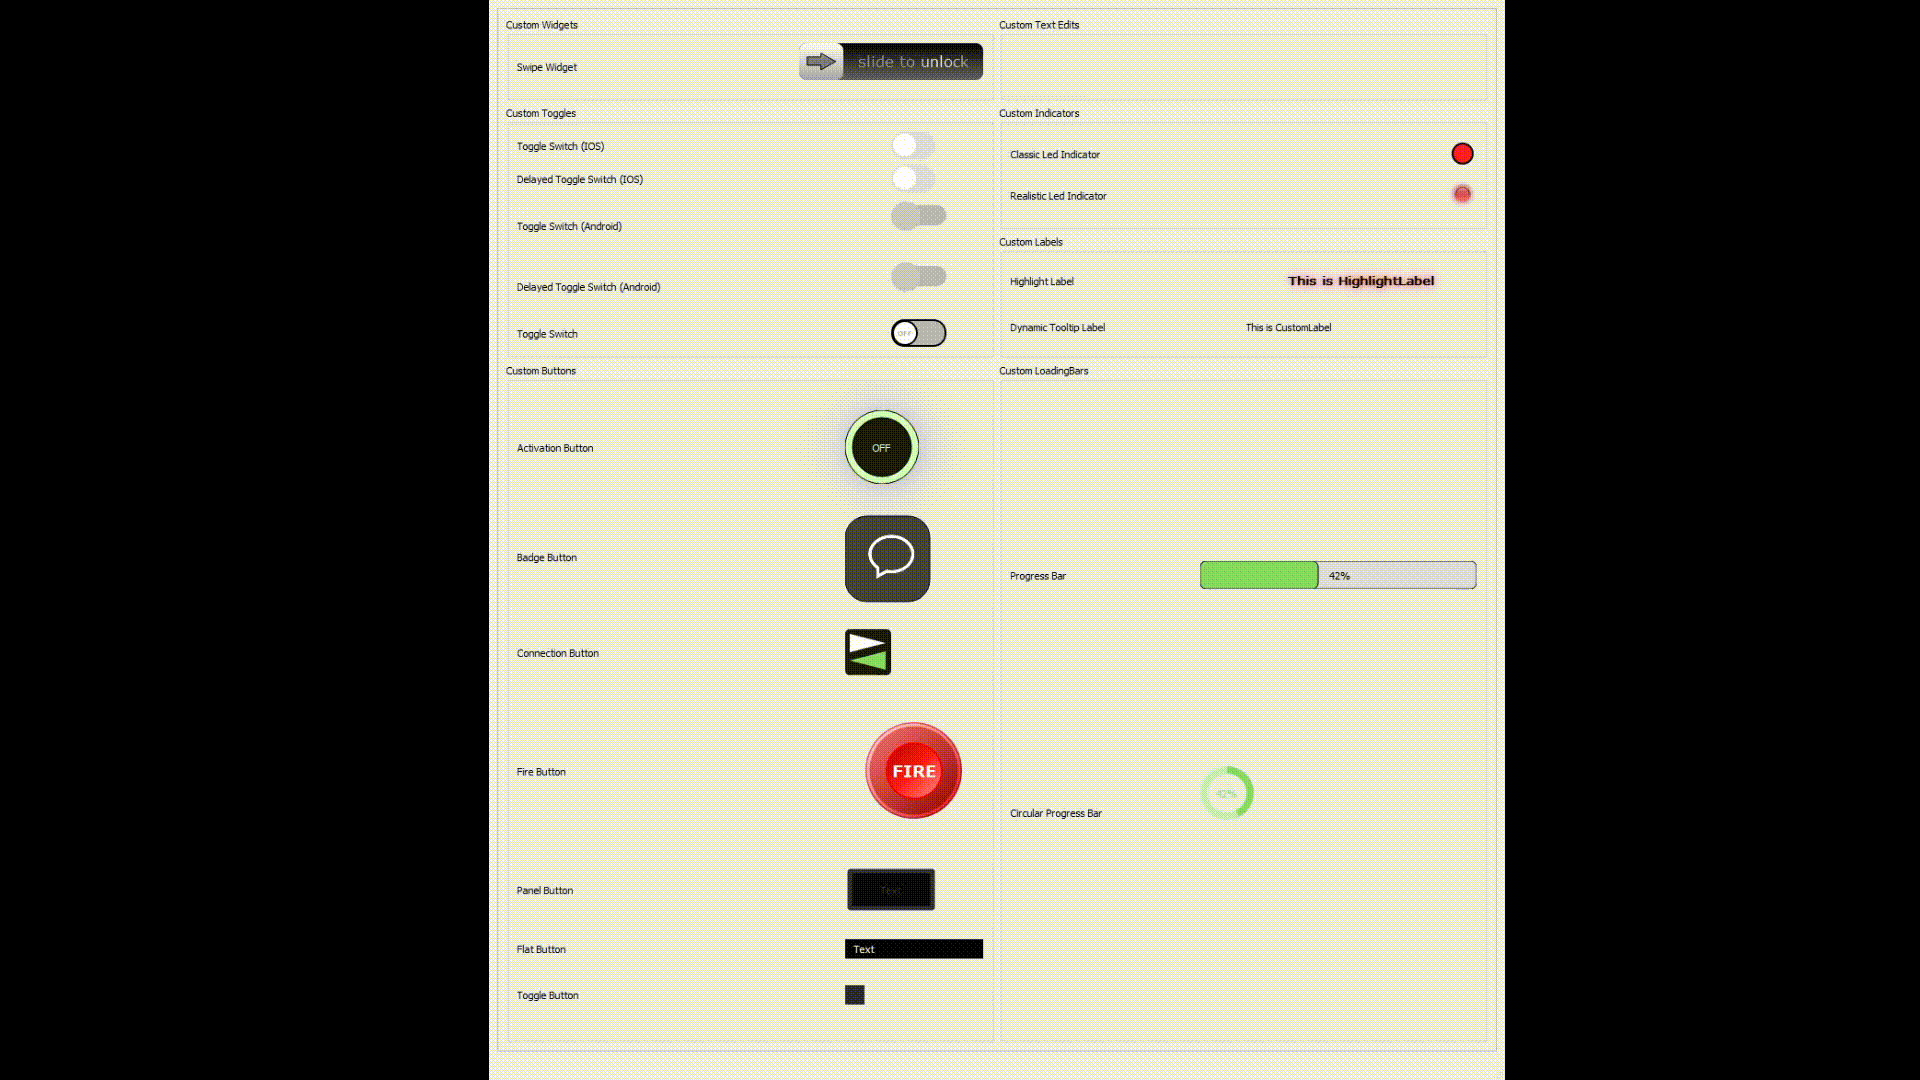 Custom Widgets
Swipe Widget
slide to unlock
Custom Toggles
Toggle Switch (IOS)
Delayed Toggle Switch (IOS)
Toggle Switch (Android)
Delayed Toggle Switch (Android)
Toggle Switch
OFF
Custom Buttons
Activation Button
OFF
Badge Button
Connection Button
Fire Button
FIRE
Panel Button
Text
Flat Button
Text
Toggle Button
Custom Text Edits
Custom Indicators
Classic Led Indicator
Realistic Led Indicator
Custom Labels
Highlight Label
This is HighlightLabel
Dynamic Tooltip Label
This is CustomLabel
Custom LoadingBars
Progress Bar
42%
Circular Progress Bar
42%